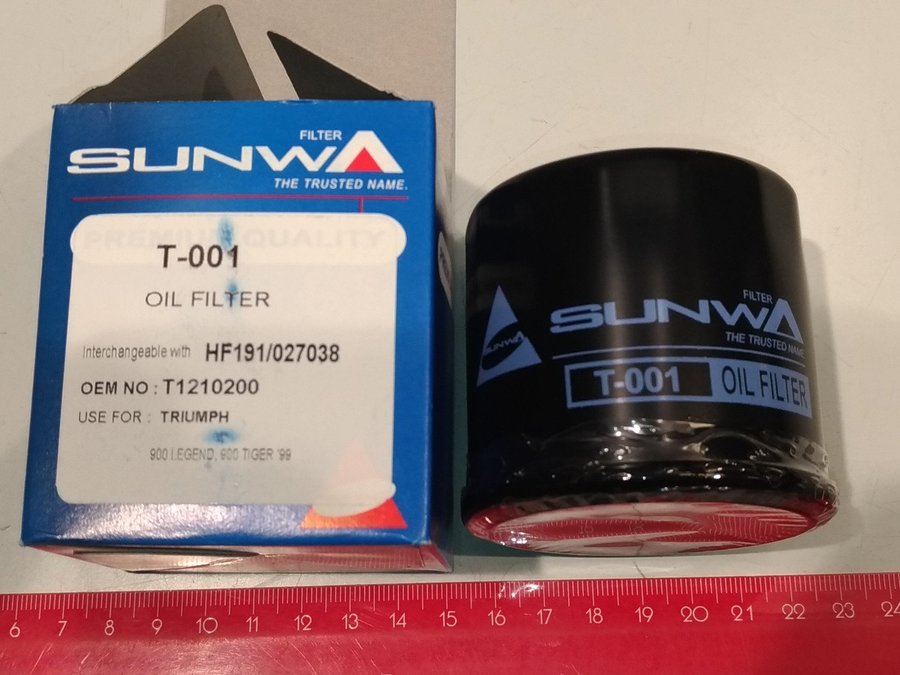 FILTER
SUNWA
THE TRUSTED NAME.
PREMIUM QUALITY
T-001
OIL FILTER
Interchangeable with HF191/027038
OEM NO : T1210200
USE FOR : TRIUMPH
900 LEGEND, 900 TIGER '99
FILTER
SUNWA
THE TRUSTED NAME
SUNWA
T-001 OIL FILTER
6 7 8 9 10 11 12 13 14 15 16 17 18 19 20 21 22 23 24